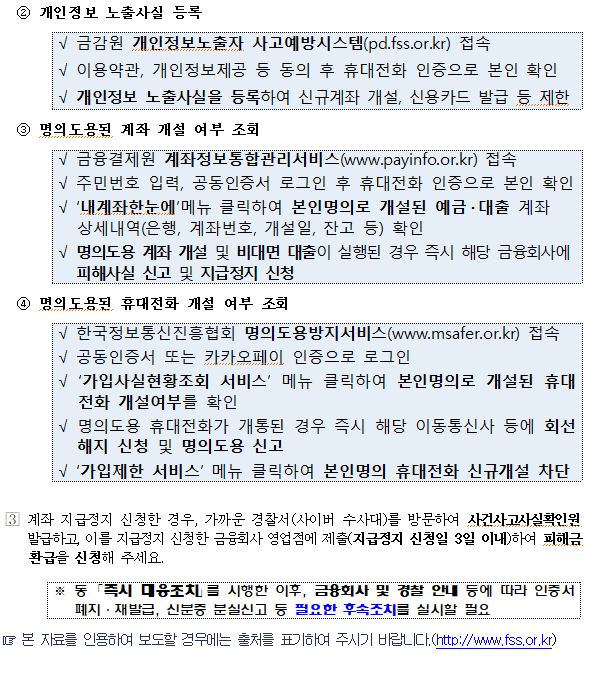 ② 개인정보 노출사실 등록
√ 금감원 개인정보노출자 사고예방시스템(pd.fss.or.kr) 접속
√ 이용약관, 개인정보제공 등 동의 후 휴대전화 인증으로 본인 확인
√ 개인정보 노출사실을 등록하여 신규계좌 개설, 신용카드 발급 등 제한
③ 명의도용된 계좌 개설 여부 조회
√ 금융결제원 계좌정보통합관리서비스(www.payinfo.or.kr) 접속
√ 주민번호 입력, 공동인증서 로그인 후 휴대전화 인증으로 본인 확인
√ ‘내계좌한눈에’메뉴 클릭하여 본인명의로 개설된 예금·대출 계좌
상세내역(은행, 계좌번호, 개설일, 잔고 등) 확인
√ 명의도용 계좌 개설 및 비대면 대출이 실행된 경우 즉시 해당 금융회사에
피해사실 신고 및 지급정지 신청
④ 명의도용된 휴대전화 개설 여부 조회
√ 한국정보통신진흥협회 명의도용방지서비스(www.msafer.or.kr) 접속
√ 공동인증서 또는 카카오페이 인증으로 로그인
√ ‘가입사실현황조회 서비스’ 메뉴 클릭하여 본인명의로 개설된 휴대
전화 개설여부를 확인
√ 명의도용 휴대전화가 개통된 경우 즉시 해당 이동통신사 등에 회선
해지 신청 및 명의도용 신고
√ ‘가입제한 서비스’ 메뉴 클릭하여 본인명의 휴대전화 신규개설 차단
3 계좌 지급정지 신청한 경우, 가까운 경찰서(사이버 수사대)를 방문하여 사건사고사실확인원
발급하고, 이를 지급정지 신청한 금융회사 영업점에 제출(지급정지 신청일 3일 이내)하여 피해금
환급을 신청해 주세요.
※ 동「즉시 대응조치」를 시행한 이후, 금융회사 및 경찰 안내 등에 따라 인증서
폐지·재발급, 신분증 분실신고 등 필요한 후속조치를 실시할 필요
☞ 본 자료를 인용하여 보도할 경우에는 출처를 표기하여 주시기 바랍니다.(http://www.fss.or.kr)